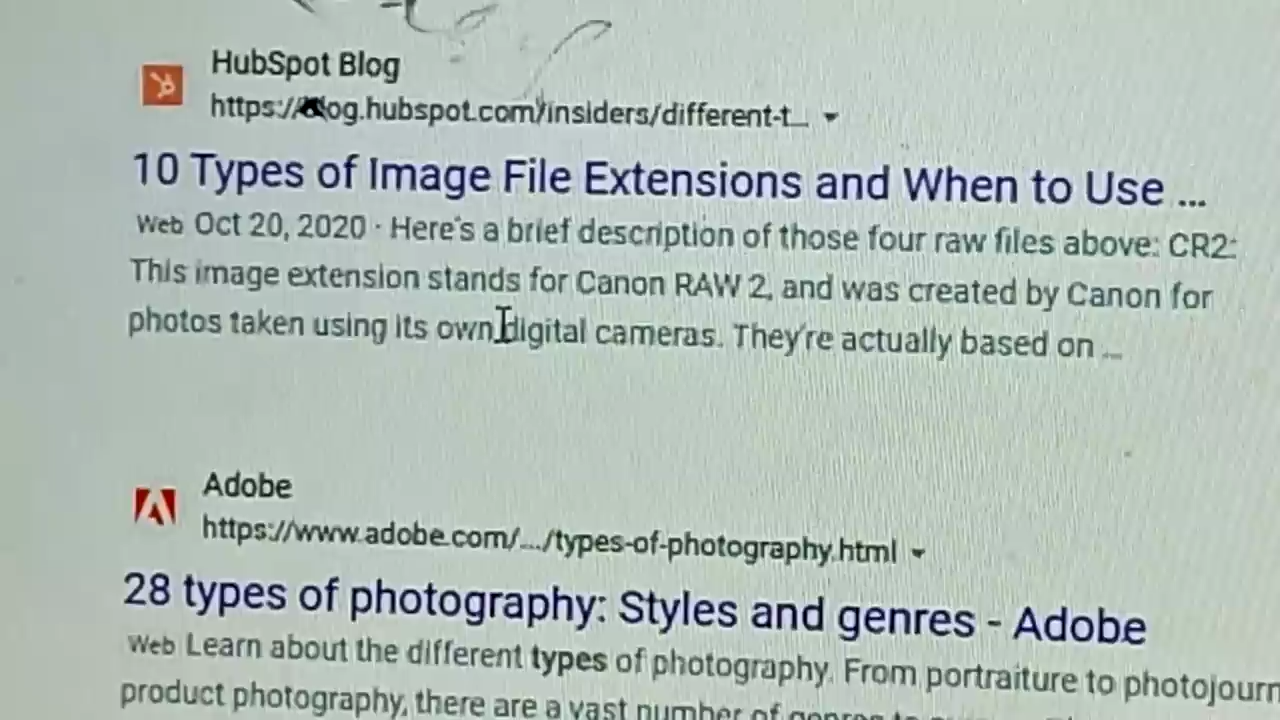 HubSpot Blog
https://blog.hubspot.com/insiders/different-t...
10 Types of Image File Extensions and When to Use ...
Web Oct 20, 2020 · Here's a brief description of those four raw files above: CR2:
This image extension stands for Canon RAW 2, and was created by Canon for
photos taken using its own digital cameras. They're actually based on ...
Adobe
https://www.adobe.com/.../types-of-photography.html
28 types of photography: Styles and genres - Adobe
Web Learn about the different types of photography. From portraiture to photojourn
product photography, there are a vast number of genres to